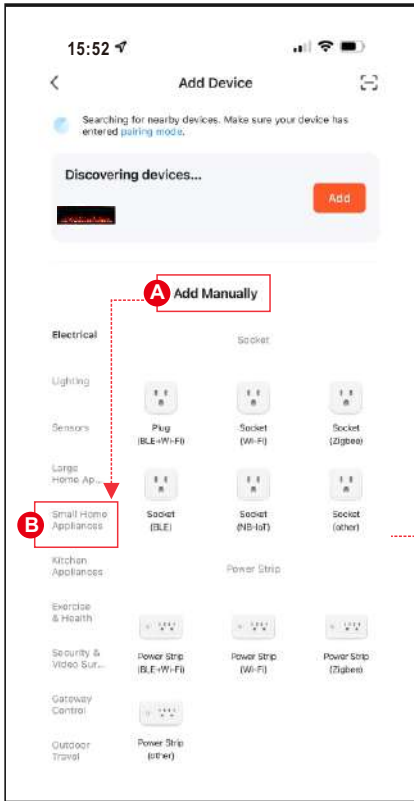 15:52
Add Device
Searching for nearby devices. Make sure your device has
entered pairing mode.
Discovering devices...
Add
A Add Manually
Electrical
Socket
Lighting
Sensors
Plug
(BLE+Wi-Fi)
Socket
(Wi-Fi)
Socket
(Zigbee)
Large
Home Ap...
B Small Home
Appliances
Socket
(BLE)
Socket
(NB-IoT)
Socket
(other)
Kitchen
Appliances
Power Strip
Exercise
& Health
Security &
Video Sur...
Power Strip
(BLE+Wi-Fi)
Power Strip
(Wi-Fi)
Power Strip
(Zigbee)
Gateway
Control
Outdoor
Travel
Power Strip
(other)